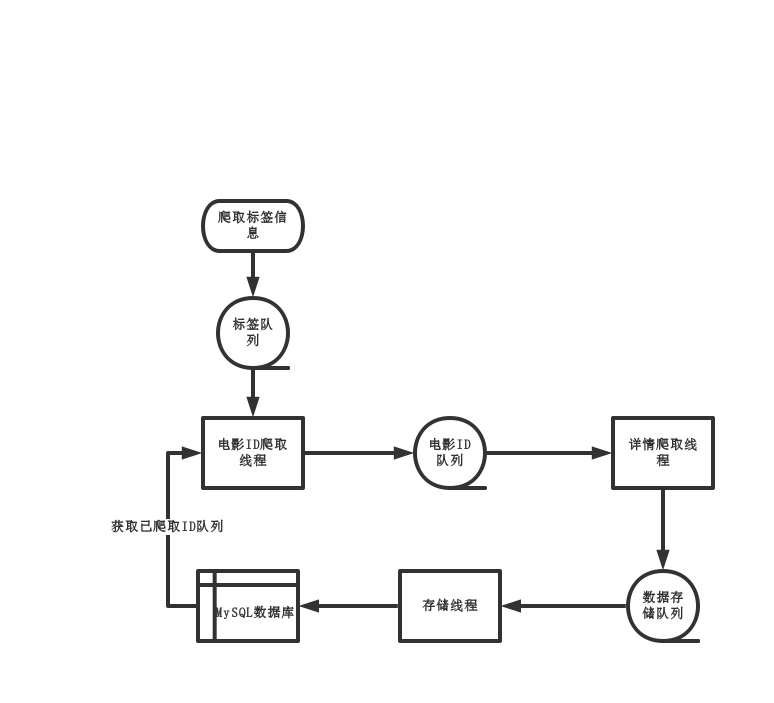 爬取标签信
息
标签队
列
电影ID爬取
线程
电影ID
队列
详情爬取线
程
获取已爬取ID队列
MySQL数据库
存储线程
数据存
储队列